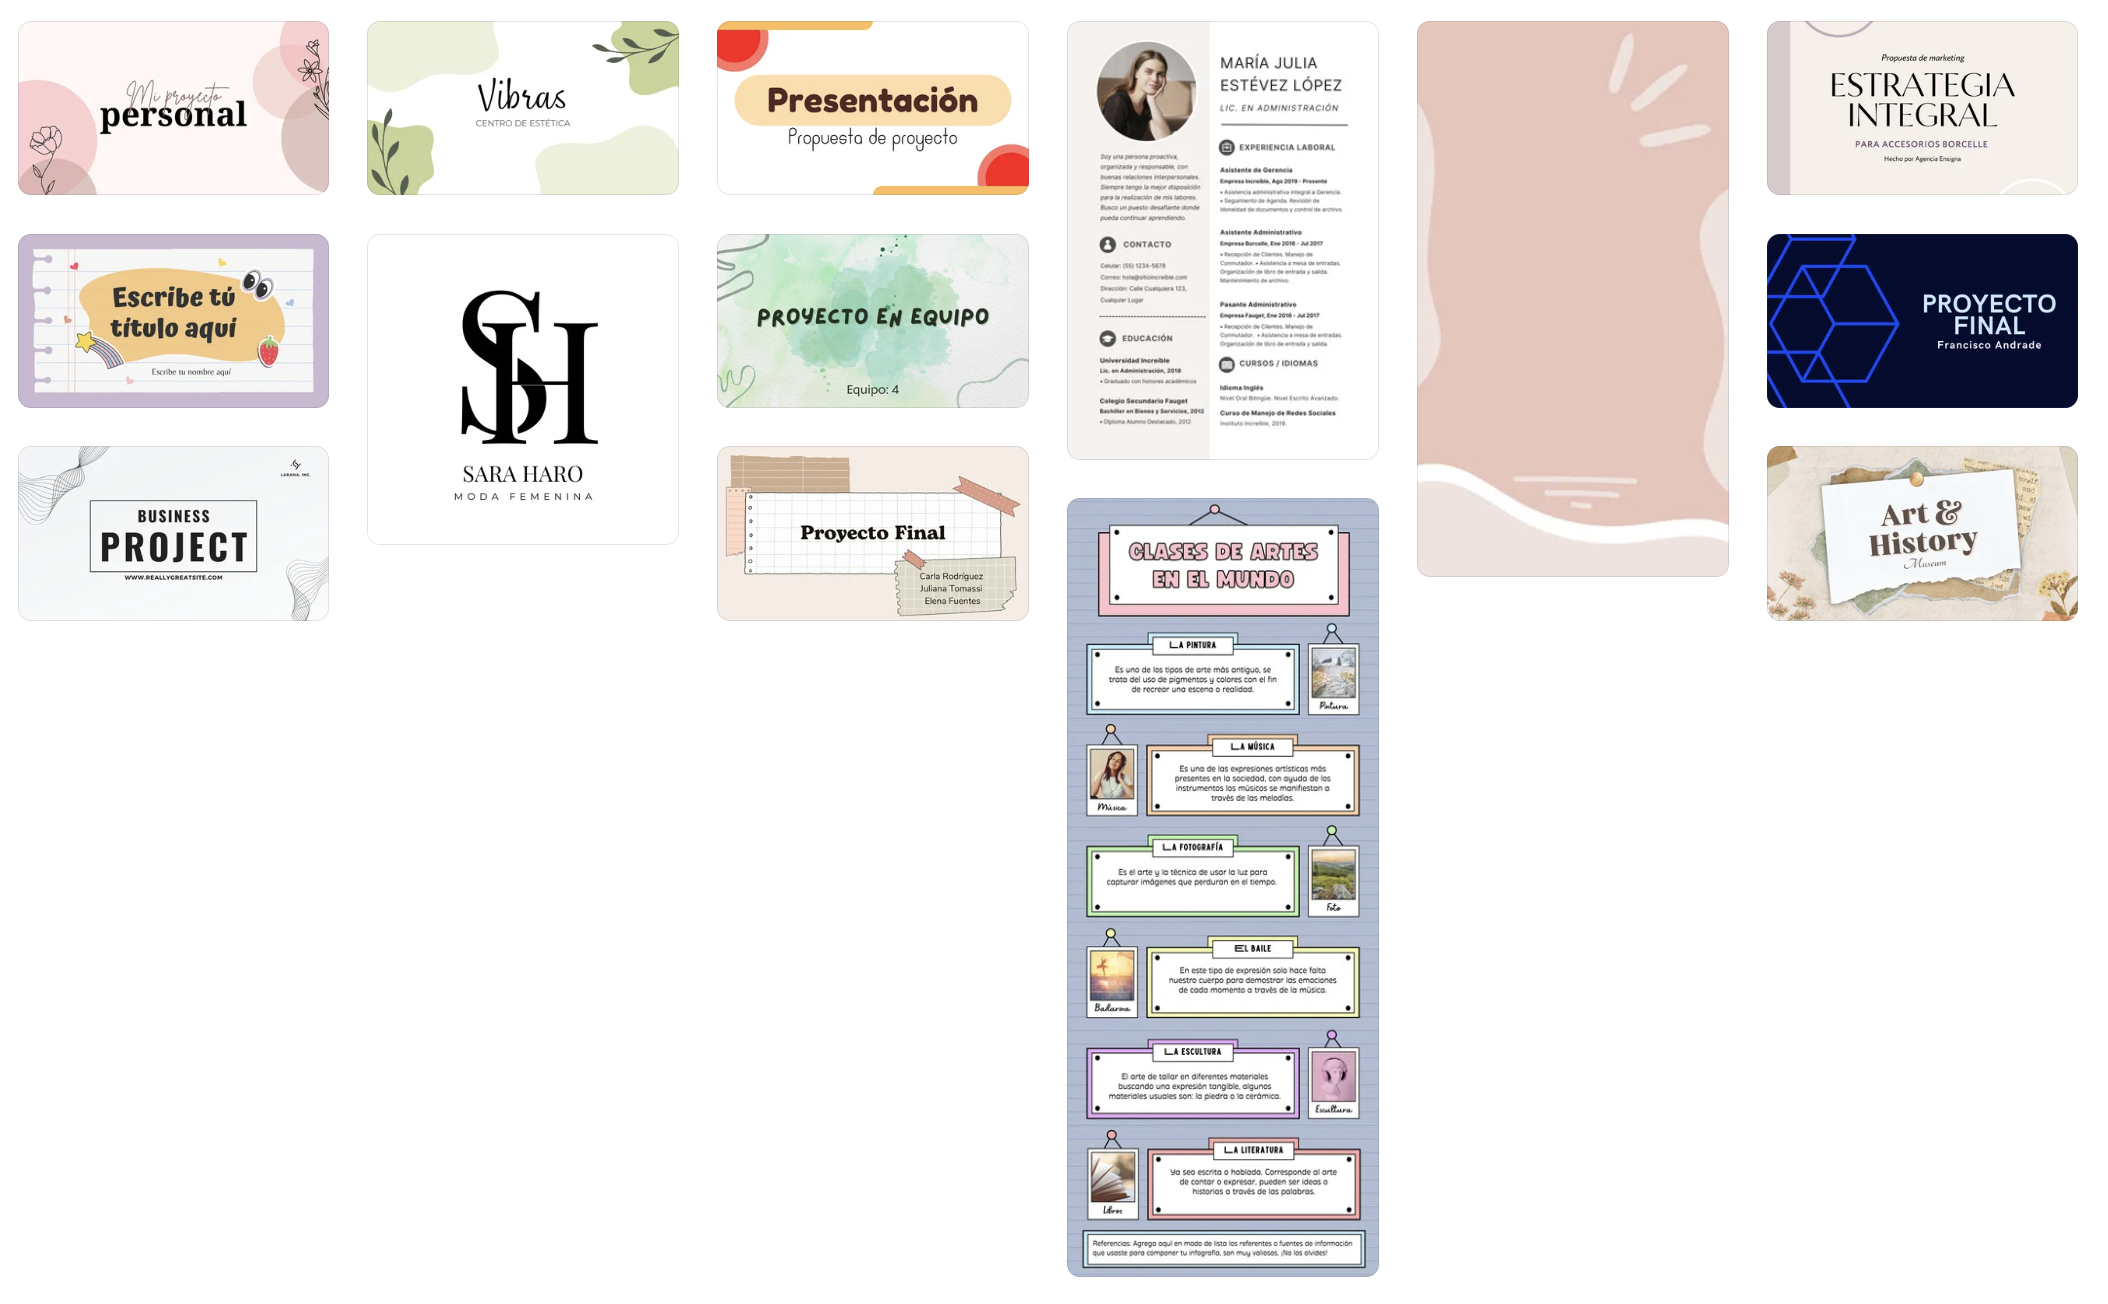 Mi proyecto
personal
Escribe tú
título aquí
Escribe tu nombre aquí
LARANA, INC.
BUSINESS
PROJECT
WWW.REALLYGREATSITE.COM
Vibras
CENTRO DE ESTÉTICA
SH
SARA HARO
MODA FEMENINA
Presentación
Propuesta de proyecto
PROYECTO EN EQUIPO
Equipo: 4
Proyecto Final
Carla Rodríguez
Juliana Tomassi
Elena Fuentes
MARÍA JULIA
ESTÉVEZ LÓPEZ
LIC. EN ADMINISTRACIÓN
Soy una persona proactiva,
organizada y responsable, con
buenas relaciones interpersonales.
Siempre tengo la mejor disposición
para la realización de mis labores.
Busco un puesto desafiante donde
pueda continuar aprendiendo.
CONTACTO
Celular: (55) 1234-5678
Correo: hola@sitioincreible.com
Dirección: Calle Cualquiera 123,
Cualquier Lugar
EDUCACIÓN
Universidad Increíble
Lic. en Administración, 2018
• Graduado con honores académicos
Colegio Secundario Fauget
Bachiller en Bienes y Servicios, 2012
• Diploma Alumno Destacado, 2012
EXPERIENCIA LABORAL
Asistente de Gerencia
Empresa Increíble, Ago 2019 - Presente
• Asistencia administrativa integral a Gerencia.
• Seguimiento de Agenda. Revisión de
idoneidad de documentos y control de archivo.
Asistente Administrativo
Empresa Borcelle, Ene 2016 - Jul 2017
• Recepción de Clientes. Manejo de
Conmutador. • Asistencia a mesa de entradas.
Organización de libro de entrada y salida.
Mantenimiento de archivo.
Pasante Administrativo
Empresa Fauget, Ene 2016 - Jul 2017
• Recepción de Clientes. Manejo de
Conmutador. • Asistencia a mesa de entradas.
Organización de libro de entrada y salida.
CURSOS / IDIOMAS
Idioma Inglés
Nivel Oral Bilingüe. Nivel Escrito Avanzado.
Curso de Manejo de Redes Sociales
Instituto Increíble, 2019.
CLASES DE ARTES
EN EL MUNDO
LA PINTURA
Es uno de los tipos de arte más antiguo, se
trata del uso de pigmentos y colores con el fin
de recrear una escena o realidad.
Pintura
LA MÚSICA
Es una de las expresiones artísticas más
presentes en la sociedad, con ayuda de los
instrumentos los músicos se manifiestan a
través de las melodías.
Música
LA FOTOGRAFÍA
Es el arte y la técnica de usar la luz para
capturar imágenes que perduran en el tiempo.
Foto
EL BAILE
En este tipo de expresión solo hace falta
nuestro cuerpo para demostrar las emociones
de cada momento a través de la música.
Bailarina
LA ESCULTURA
El arte de tallar en diferentes materiales
buscando una expresión tangible, algunos
materiales usuales son: la piedra o la cerámica.
Escultura
LA LITERATURA
Ya sea escrita o hablada. Corresponde al arte
de contar o expresar, pueden ser ideas o
historias a través de las palabras.
Libros
Referencias: Agrega aquí en modo de lista los referentes o fuentes de información
que usaste para componer tu infografía, son muy valiosos, ¡No los olvides!
Propuesta de marketing
ESTRATEGIA
INTEGRAL
PARA ACCESORIOS BORCELLE
Hecho por Agencia Ensigna
PROYECTO
FINAL
Francisco Andrade
Art &
History
Museum